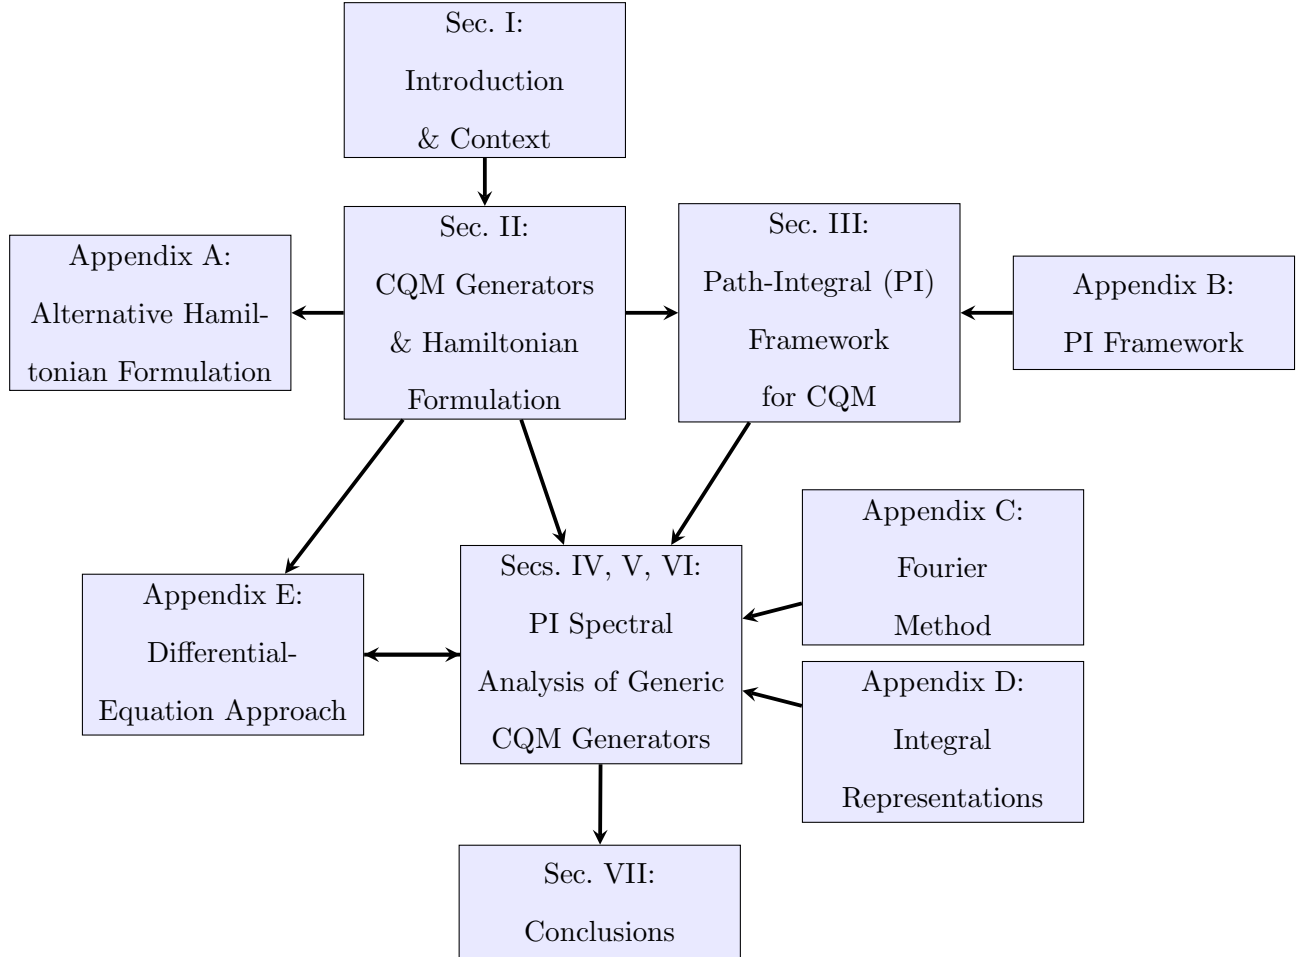 Sec. I:
Introduction
& Context
Sec. II:
CQM Generators
& Hamiltonian
Formulation
Sec. III:
Path-Integral (PI)
Framework
for CQM
Appendix A:
Alternative Hamil-
tonian Formulation
Appendix B:
PI Framework
Secs. IV, V, VI:
PI Spectral
Analysis of Generic
CQM Generators
Appendix C:
Fourier
Method
Appendix E:
Differential-
Equation Approach
Appendix D:
Integral
Representations
Sec. VII:
Conclusions